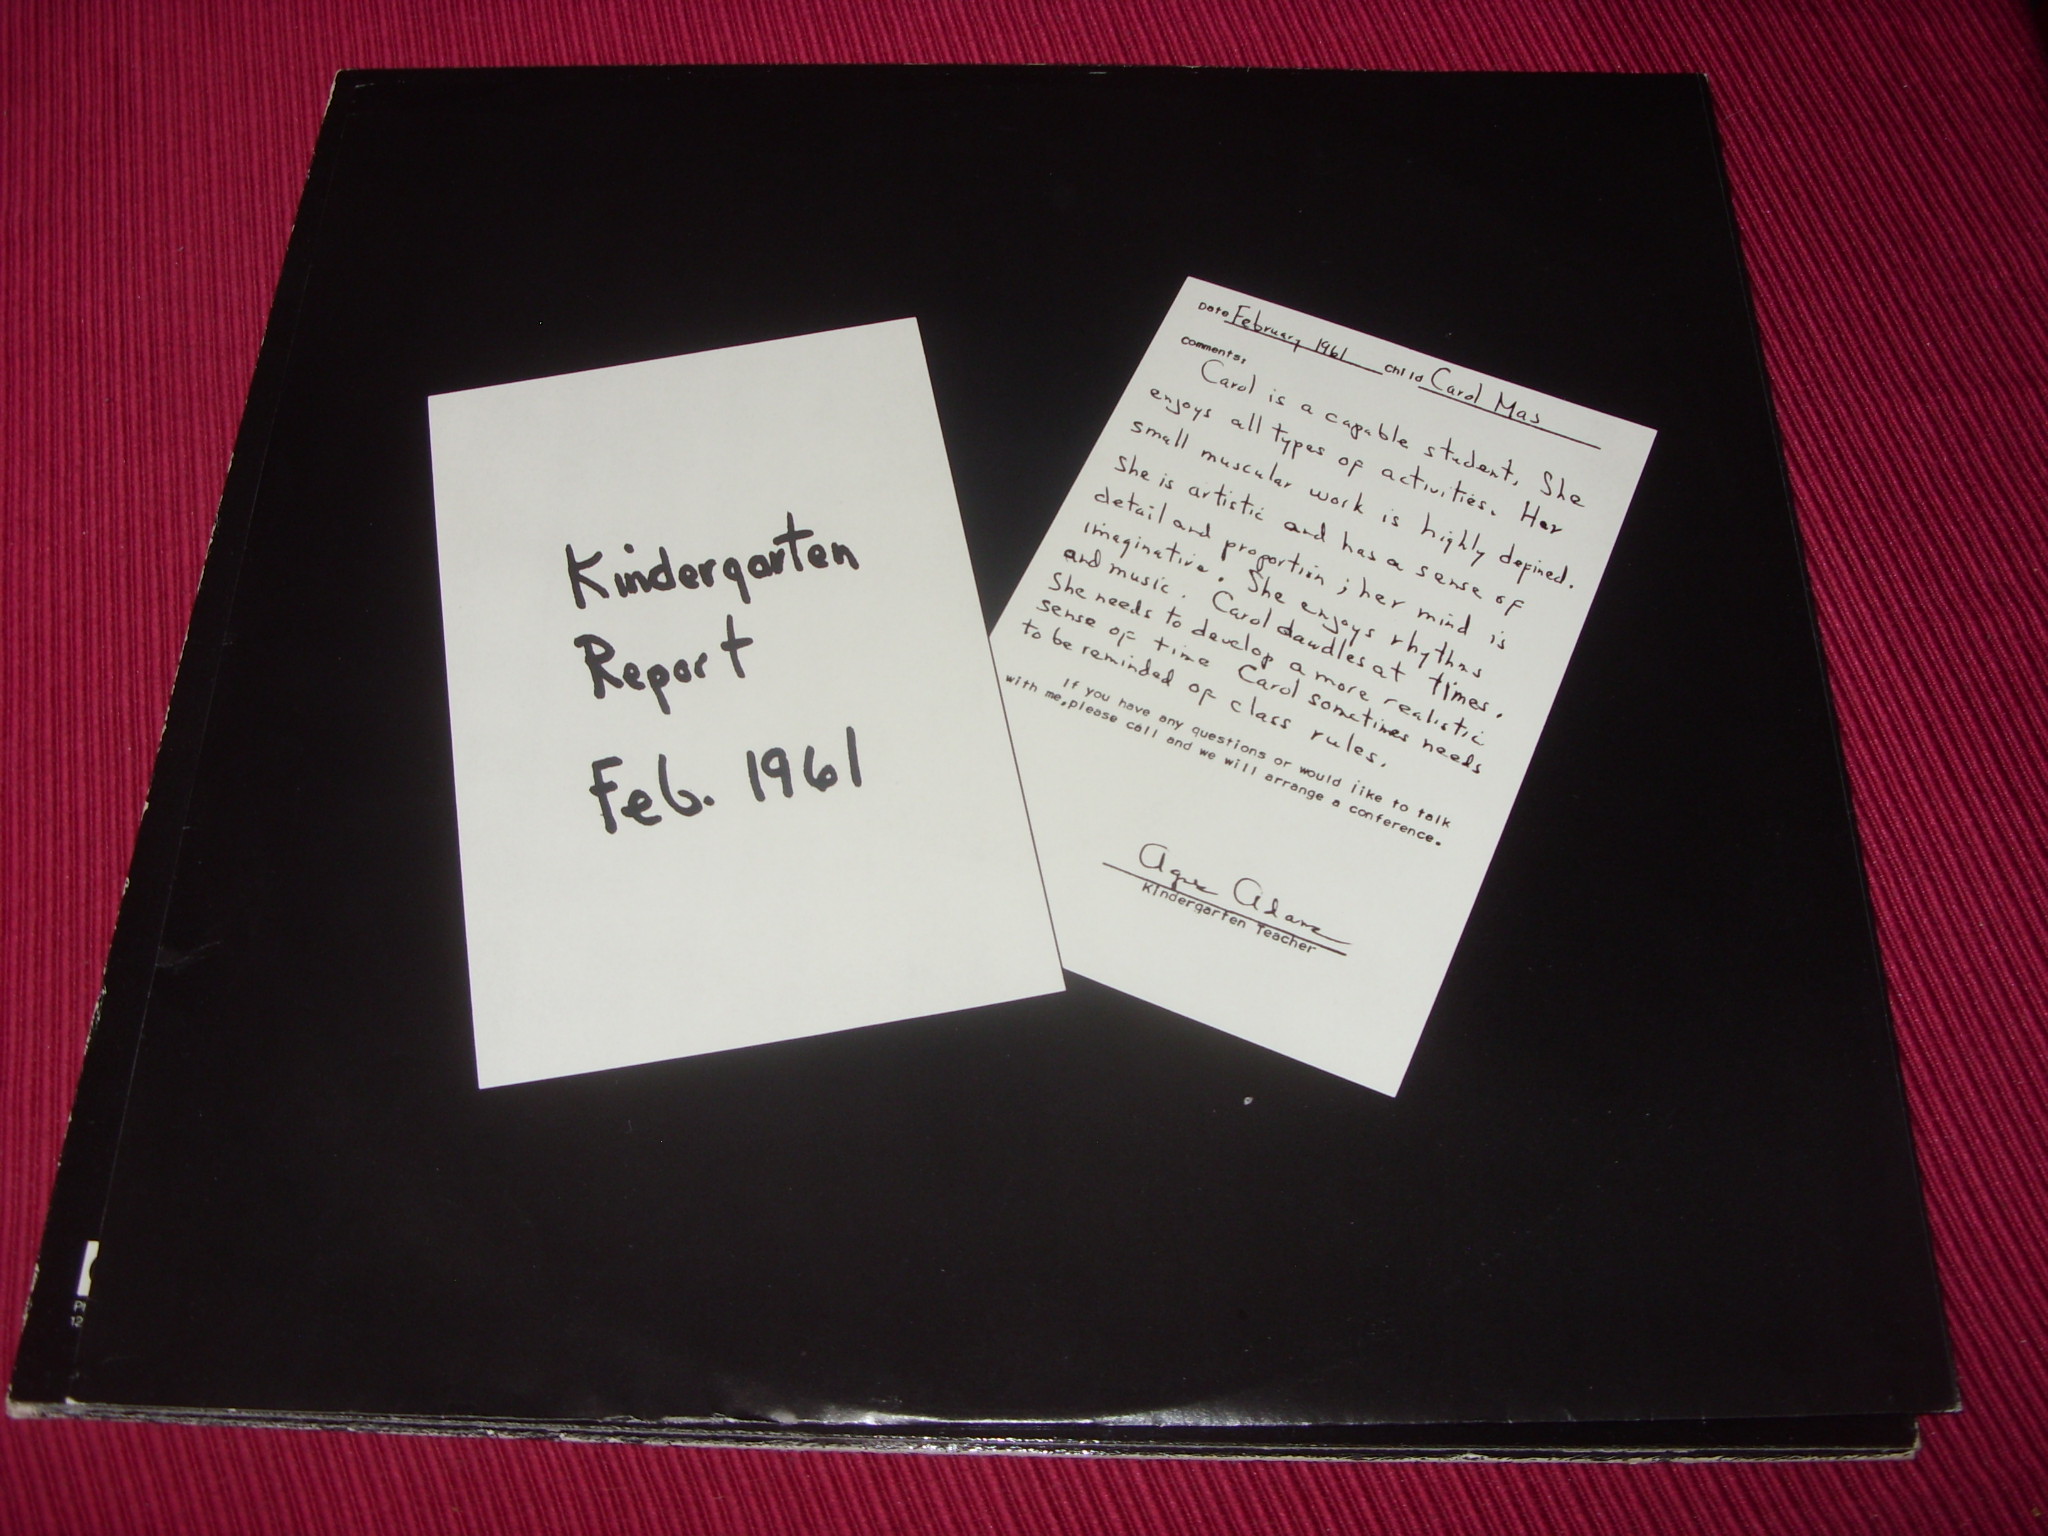 Kindergarten
Report
Feb. 1961
Date February 1961 Child Carol Mas
Comments,
Carol is a capable student. She
enjoys all types of activities. Her
small muscular work is highly defined.
She is artistic and has a sense of
detail and proportion; her mind is
imaginative. She enjoys rhythms
and music. Carol dawdles at times.
She needs to develop a more realistic
sense of time Carol sometimes needs
to be reminded of class rules.
If you have any questions or would like to talk
with me, please call and we will arrange a conference.
Kindergarten Teacher
12